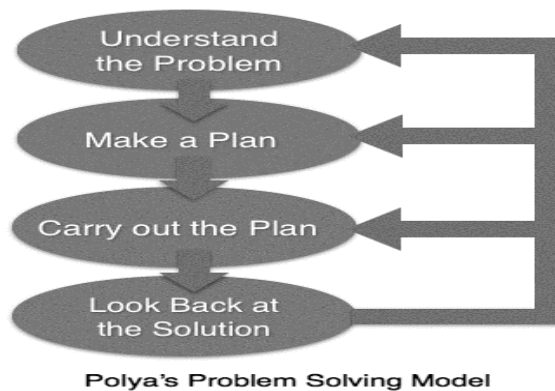 Understand
the Problem
Make a Plan
Carry out the Plan
Look Back at
the Solution
Polya's Problem Solving Model